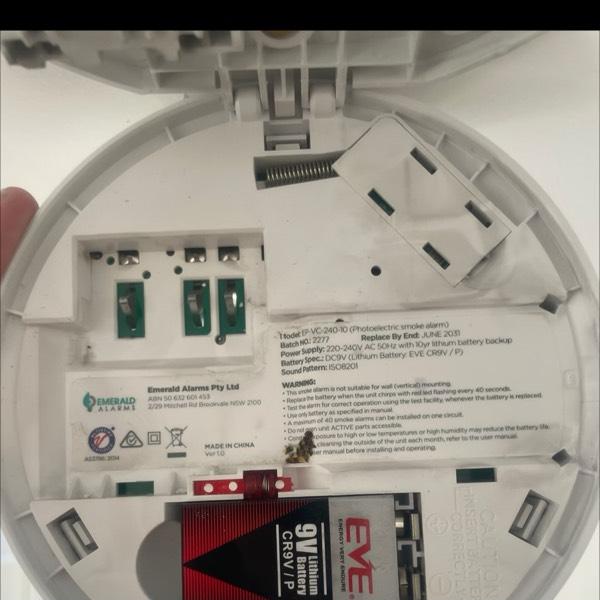 Model: EP-VC-240-10 (Photoelectric smoke alarm)
BATCH NO.: 2277 Replace By End: JUNE 2031
Power Supply: 220-240V AC 50Hz with 10yr lithium battery backup
Battery Spec.: DC9V (Lithium Battery: EVE CR9V / P)
Sound Pattern: ISO8201
WARNING:
• This smoke alarm is not suitable for wall (vertical) mounting.
• Replace the battery when the unit chirps with red led flashing every 40 seconds.
• Test the alarm for correct operation using the test facility, whenever the battery is replaced.
• Use only battery as specified in manual.
• A maximum of 40 smoke alarms can be installed on one circuit.
• Do not open unit ACTIVE parts accessible.
exposure to high or low temperatures or high humidity may reduce the battery life.
cleaning the outside of the unit each month, refer to the user manual.
user manual before installing and operating.
EMERALD
ALARMS
Emerald Alarms Pty Ltd
ABN 50 632 601 453
2/29 Mitchell Rd Brookvale NSW 2100
MADE IN CHINA
Ver 1.0
AS3786: 2014
9V Lithium
Battery
CR9V / P
EVE
ENERGY VERY ENDURE
CAUTION